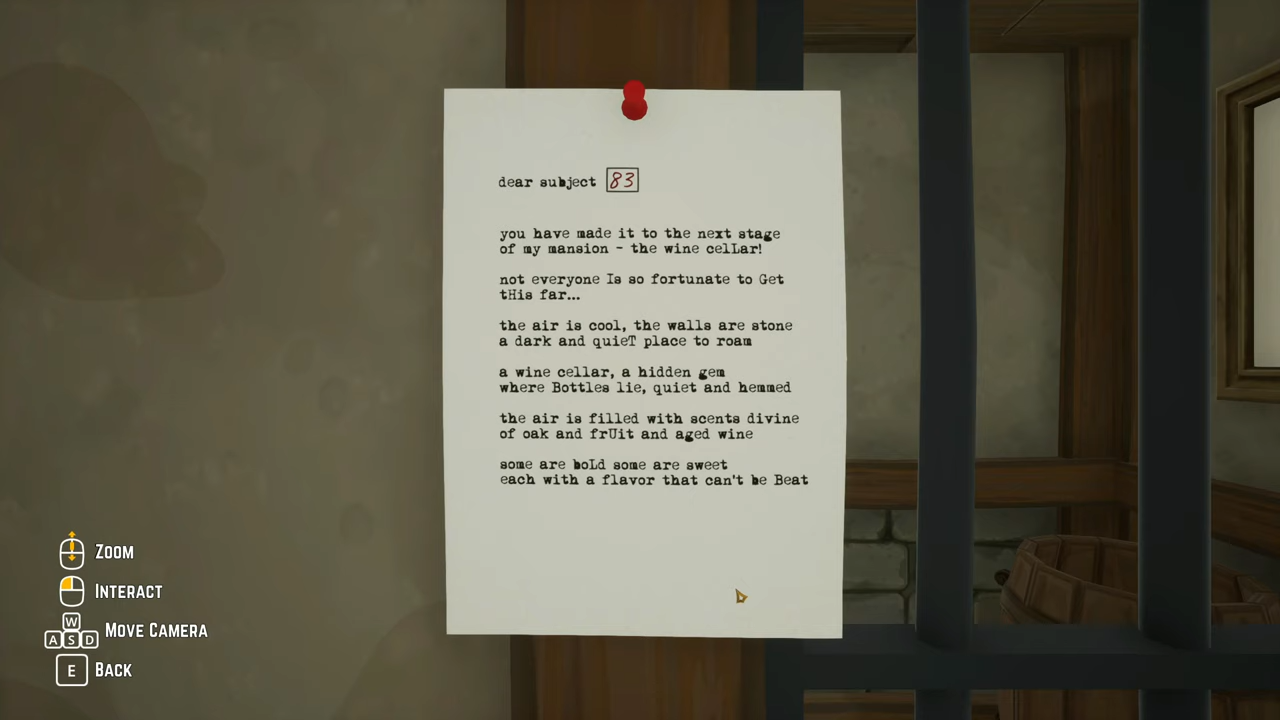 dear subject 83
you have made it to the next stage
of my mansion - the wine celLar!
not everyone Is so fortunate to Get
tHis far...
the air is cool, the walls are stone
a dark and quieT place to roam
a wine cellar, a hidden gem
where Bottles lie, quiet and hemmed
the air is filled with scents divine
of oak and frUit and aged wine
some are boLd some are sweet
each with a flavor that can't be Beat
ZOOM
INTERACT
W
A S D MOVE CAMERA
E BACK